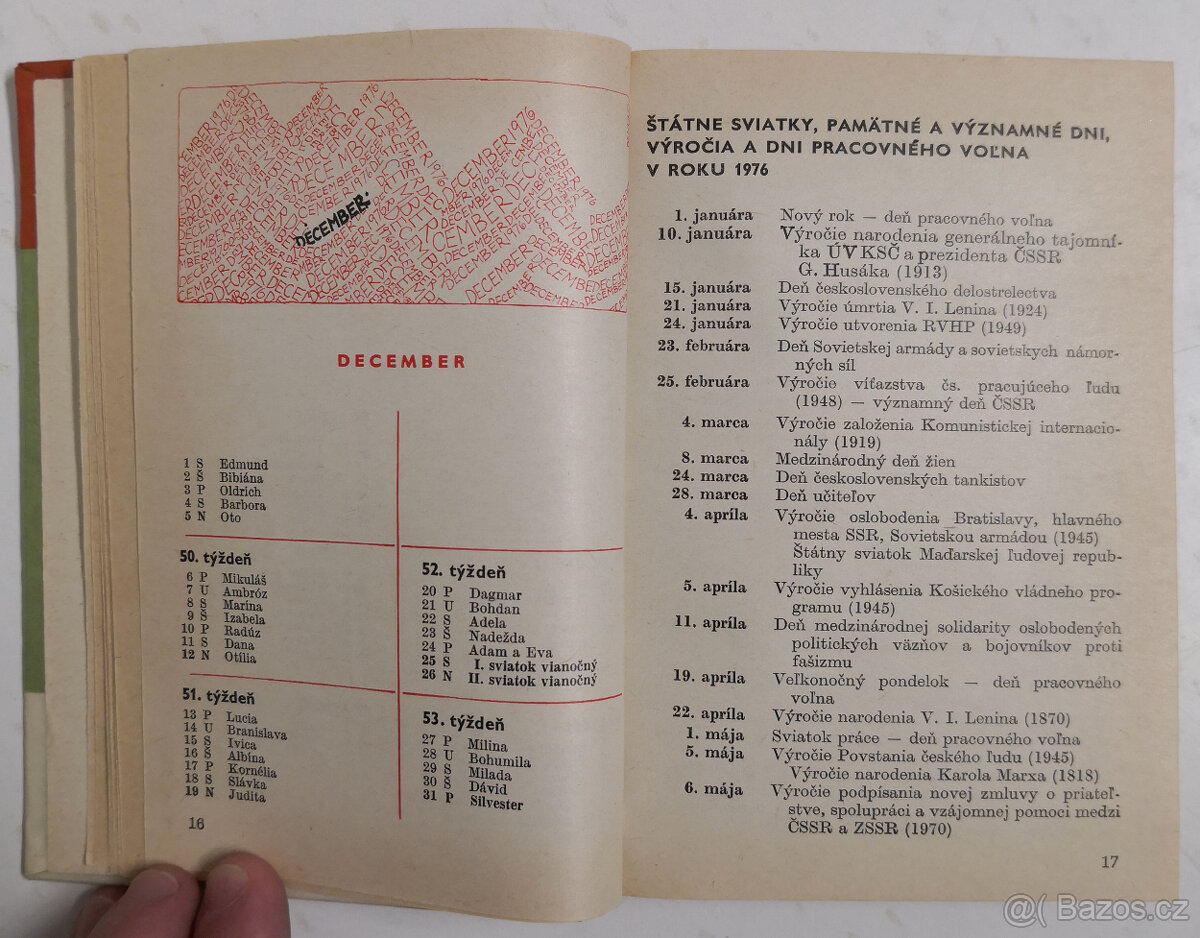 DECEMBER:
DECEMBER
1 S Edmund
2 Š Bibiána
3 P Oldrich
4 S Barbora
5 N Oto
50. týždeň
6 P Mikuláš
7 U Ambróz
8 S Marína
9 Š Izabela
10 P Radúz
11 S Dana
12 N Otília
51. týždeň
13 P Lucia
14 U Branislava
15 S Ivica
16 Š Albína
17 P Kornélia
18 S Slávka
19 N Judita
52. týždeň
20 P Dagmar
21 U Bohdan
22 S Adela
23 Š Nadežda
24 P Adam a Eva
25 S I. sviatok vianočný
26 N II. sviatok vianočný
53. týždeň
27 P Milina
28 U Bohumila
29 S Milada
30 Š Dávid
31 P Silvester
16
ŠTÁTNE SVIATKY, PAMÄTNÉ A VÝZNAMNÉ DNI,
VÝROČIA A DNI PRACOVNÉHO VOĽNA
V ROKU 1976
1. januára Nový rok — deň pracovného voľna
10. januára Výročie narodenia generálneho tajomní-
ka ÚV KSČ a prezidenta ČSSR
G. Husáka (1913)
15. januára Deň československého delostrelectva
21. januára Výročie úmrtia V. I. Lenina (1924)
24. januára Výročie utvorenia RVHP (1949)
23. februára Deň Sovietskej armády a sovietskych námor-
ných síl
25. februára Výročie víťazstva čs. pracujúceho ľudu
(1948) — významný deň ČSSR
4. marca Výročie založenia Komunistickej internacio-
nály (1919)
8. marca Medzinárodný deň žien
24. marca Deň československých tankistov
28. marca Deň učiteľov
4. apríla Výročie oslobodenia Bratislavy, hlavného
mesta SSR, Sovietskou armádou (1945)
Štátny sviatok Maďarskej ľudovej repub-
liky
5. apríla Výročie vyhlásenia Košického vládneho pro-
gramu (1945)
11. apríla Deň medzinárodnej solidarity oslobodených
politických väzňov a bojovníkov proti
fašizmu
19. apríla Veľkonočný pondelok — deň pracovného
voľna
22. apríla Výročie narodenia V. I. Lenina (1870)
1. mája Sviatok práce — deň pracovného voľna
5. mája Výročie Povstania českého ľudu (1945)
Výročie narodenia Karola Marxa (1818)
6. mája Výročie podpísania novej zmluvy o priateľ-
stve, spolupráci a vzájomnej pomoci medzi
ČSSR a ZSSR (1970)
17
@( Bazos.cz